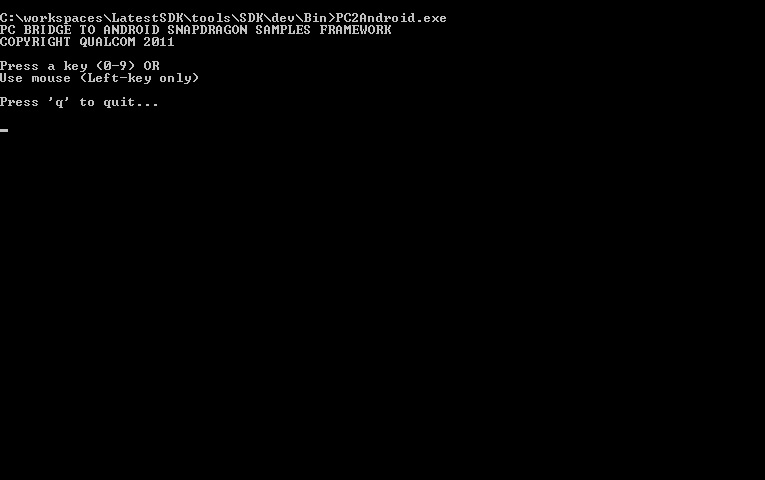 C:\workspaces\LatestSDK\tools\SDK\dev\Bin>PC2Android.exe
PC BRIDGE TO ANDROID SNAPDRAGON SAMPLES FRAMEWORK
COPYRIGHT QUALCOM 2011
Press a key (0-9) OR
Use mouse (Left-key only)
Press 'q' to quit...